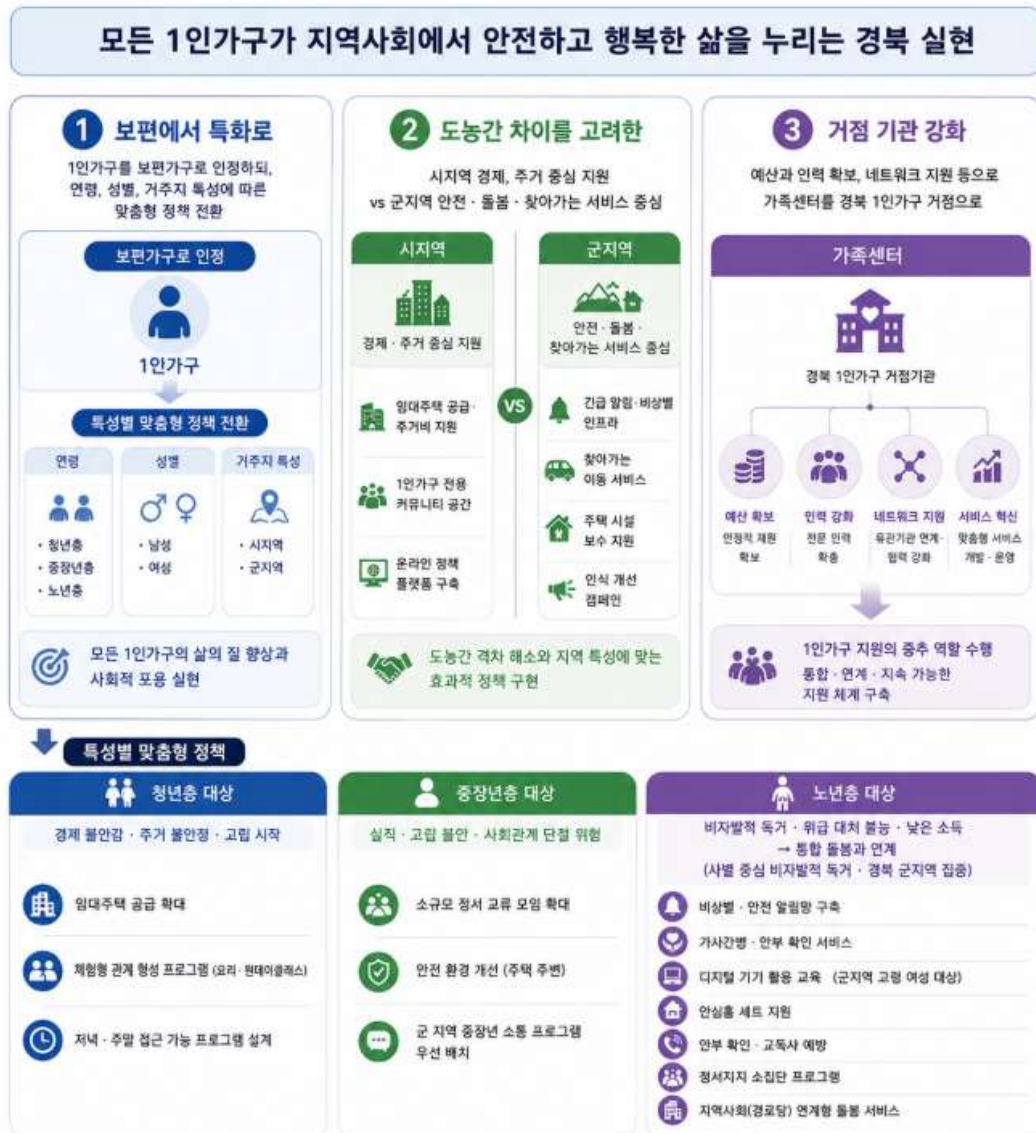 모든 1인가구가 지역사회에서 안전하고 행복한 삶을 누리는 경북 실현
1 보편에서 특화로
1인가구를 보편가구로 인정하되,
연령, 성별, 거주지 특성에 따른
맞춤형 정책 전환
보편가구로 인정
1안가구
특성별 맞춤형 정책 전환
연령
• 청년층
• 중장년층
• 노년층
성별
• 남성
• 여성
거주지 특성
• 시지역
• 군지역
모든 1인가구의 삶의 질 향상과
사회적 포용 실현
2 도농간 차이를 고려한
시지역 경제, 주거 중심 지원
vs 군지역 안전 · 돌봄 · 찾아가는 서비스 중심
시지역
경제 · 주거 중심 지원
임대주택 공급·
주거비 지원
1인가구 전용
커뮤니티 공간
온라인 정책
플랫폼 구축
VS
군지역
안전 · 돌봄 ·
찾아가는 서비스 중심
긴급 알림·비상벨
인프라
찾아가는
이동 서비스
주택 시설
보수 지원
인식 개선
캠페인
도농간 격차 해소와 지역 특성에 맞는
효과적 정책 구현
3 거점 기관 강화
예산과 인력 확보, 네트워크 지원 등으로
가족센터를 경북 1인가구 거점으로
가족센터
경북 1인가구 거점기관
예산 확보
안정적 재원
확보
인력 강화
전문 인력
확충
네트워크 지원
유관기관 연계·
협력 강화
서비스 혁신
맞춤형 서비스
개발 · 운영
1인가구 지원의 중추 역할 수행
통합 · 연계 · 지속 가능한
지원 체계 구축
특성별 맞춤형 정책
청년층 대상
경제 불안감 · 주거 불안정 · 고립 시작
임대주택 공급 확대
체험형 관계 형성 프로그램 (요리 · 원데이클래스)
저녁 · 주말 접근 가능 프로그램 설계
중장년층 대상
실직 · 고립 불안 · 사회관계 단절 위험
소규모 정서 교류 모임 확대
안전 환경 개선 (주택 주변)
군 지역 중장년 소통 프로그램
우선 배치
노년층 대상
비자발적 독거 · 위급 대처 불능 · 낮은 소득
→ 통합 돌봄과 연계
(사별 중심 비자발적 독거 · 경북 군지역 집중)
비상벨 · 안전 알림망 구축
가사간병 · 안부 확인 서비스
디지털 기기 활용 교육 (군지역 고령 여성 대상)
안심홈 세트 지원
안부 확인 · 고독사 예방
정서지지 소집단 프로그램
지역사회(경로당) 연계형 돌봄 서비스